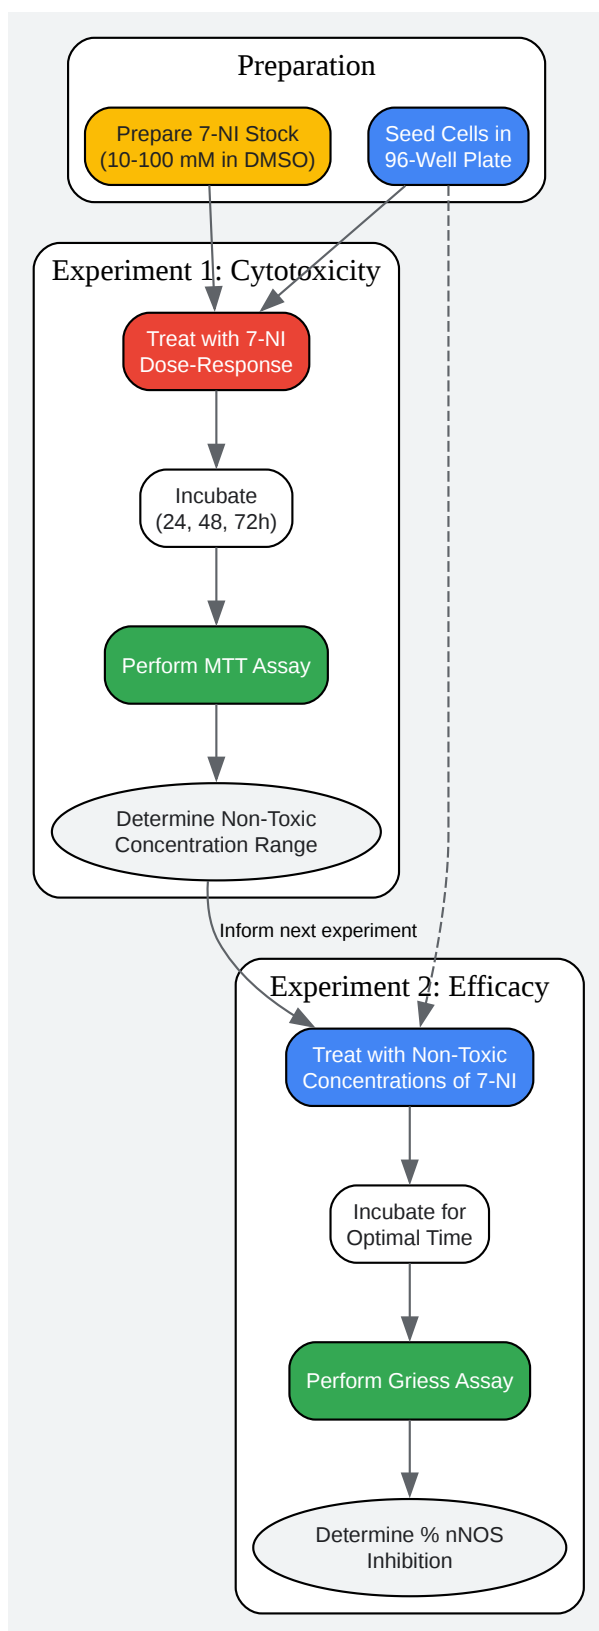 Preparation
Prepare 7-NI Stock
(10-100 mM in DMSO)
Seed Cells in
96-Well Plate
Experiment 1: Cytotoxicity
Treat with 7-NI
Dose-Response
Incubate
(24, 48, 72h)
Perform MTT Assay
Determine Non-Toxic
Concentration Range
Inform next experiment
Experiment 2: Efficacy
Treat with Non-Toxic
Concentrations of 7-NI
Incubate for
Optimal Time
Perform Griess Assay
Determine % nNOS
Inhibition